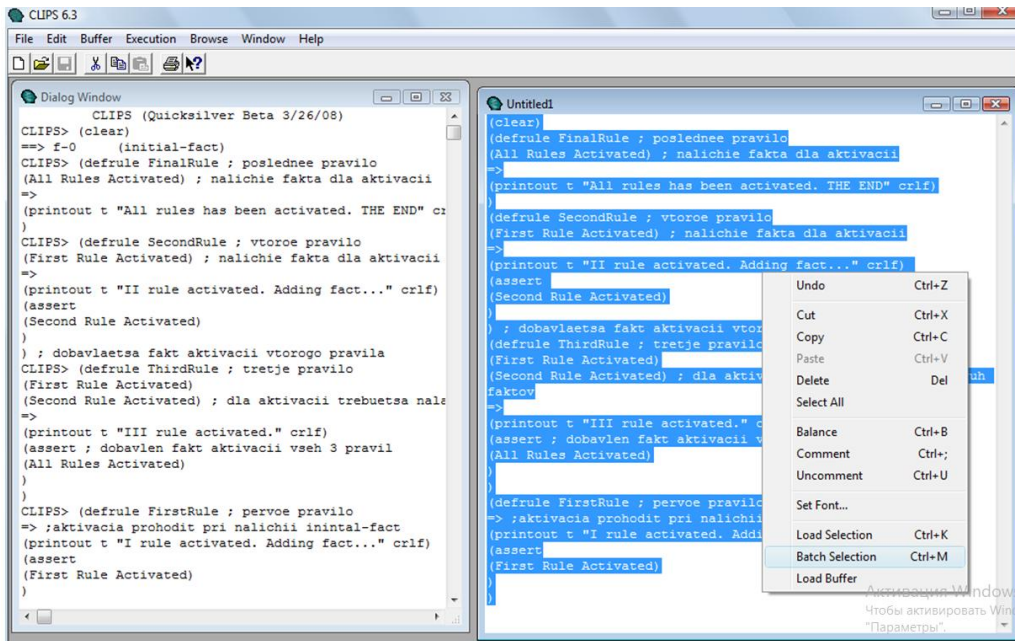 CLIPS 6.3
File Edit Buffer Execution Browse Window Help
Dialog Window
CLIPS (Quicksilver Beta 3/26/08)
CLIPS> (clear)
==> f-0 (initial-fact)
CLIPS> (defrule FinalRule ; poslednee pravilo
(All Rules Activated) ; nalichie fakta dla aktivacii
=>
(printout t "All rules has been activated. THE END" cr
)
CLIPS> (defrule SecondRule ; vtoroe pravilo
(First Rule Activated) ; nalichie fakta dla aktivacii
=>
(printout t "II rule activated. Adding fact..." crlf)
(assert
(Second Rule Activated)
)
) ; dobavlaetsa fakt aktivacii vtorogo pravila
CLIPS> (defrule ThirdRule ; tretje pravilo
(First Rule Activated)
(Second Rule Activated) ; dla aktivacii trebuetsa nala
=>
(printout t "III rule activated." crlf)
(assert ; dobavlen fakt aktivacii vseh 3 pravil
(All Rules Activated)
)
)
CLIPS> (defrule FirstRule ; pervoe pravilo
=> ;aktivacia prohodit pri nalichii inintal-fact
(printout t "I rule activated. Adding fact..." crlf)
(assert
(First Rule Activated)
)
Untitled1
(clear)
(defrule FinalRule ; poslednee pravilo
(All Rules Activated) ; nalichie fakta dla aktivacii
=>
(printout t "All rules has been activated. THE END" crlf)
)
(defrule SecondRule ; vtoroe pravilo
(First Rule Activated) ; nalichie fakta dla aktivacii
=>
(printout t "II rule activated. Adding fact..." crlf)
(assert
(Second Rule Activated)
)
) ; dobavlaetsa fakt aktivacii vtor
(defrule ThirdRule ; tretje pravilo
(First Rule Activated)
(Second Rule Activated) ; dla aktiv uh
faktov
=>
(printout t "III rule activated." c
(assert ; dobavlen fakt aktivacii v
(All Rules Activated)
)
)
(defrule FirstRule ; pervoe pravilo
=> ;aktivacia prohodit pri nalichii
(printout t "I rule activated. Addi
(assert
(First Rule Activated)
)
)
Undo Ctrl+Z
Cut Ctrl+X
Copy Ctrl+C
Paste Ctrl+V
Delete Del
Select All
Balance Ctrl+B
Comment Ctrl+;
Uncomment Ctrl+U
Set Font...
Load Selection Ctrl+K
Batch Selection Ctrl+M
Load Buffer
Активация Window
Чтобы активировать Win
"Параметры".